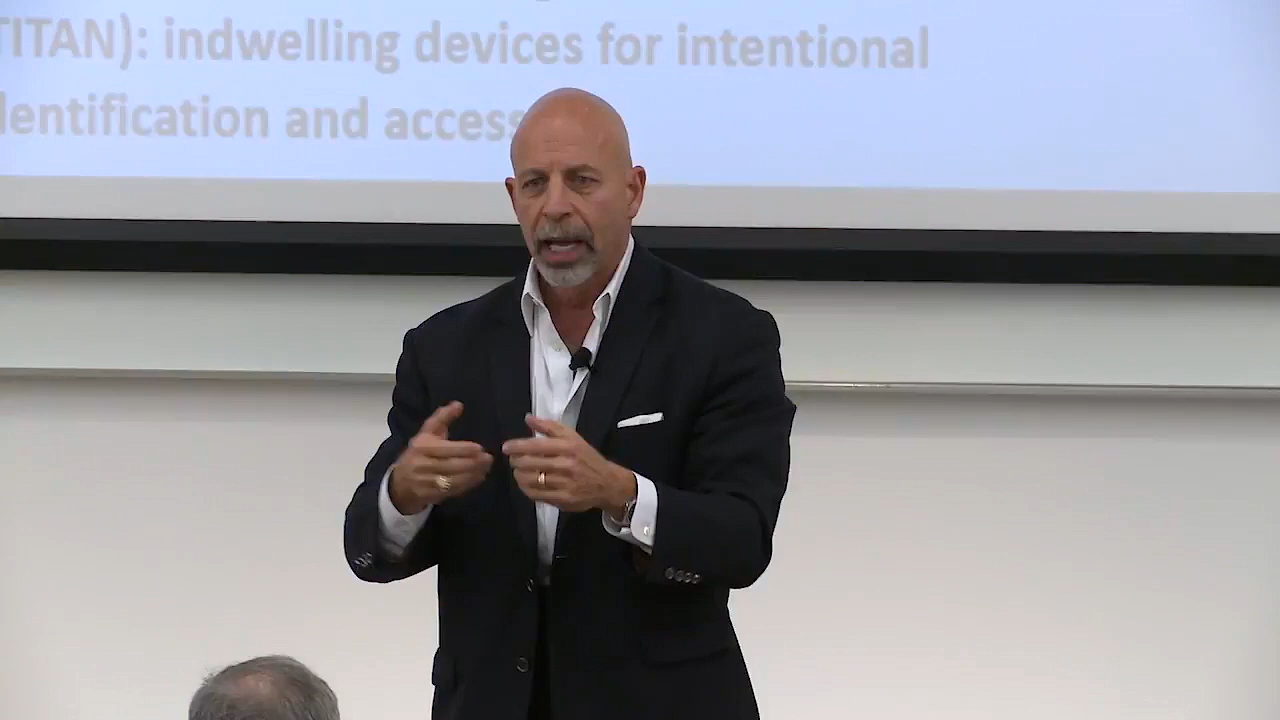 TITAN): indwelling devices for intentional
dentification and access